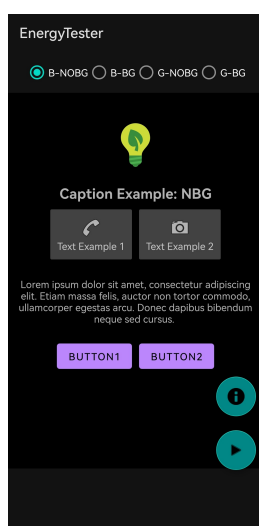 EnergyTester
B-NOBG B-BG G-NOBG G-BG
Caption Example: NBG
Text Example 1 Text Example 2
Lorem ipsum dolor sit amet, consectetur adipiscing
elit. Etiam massa felis, auctor non tortor commodo,
ullamcorper egestas arcu. Donec dapibus bibendum
neque sed cursus.
BUTTON1 BUTTON2